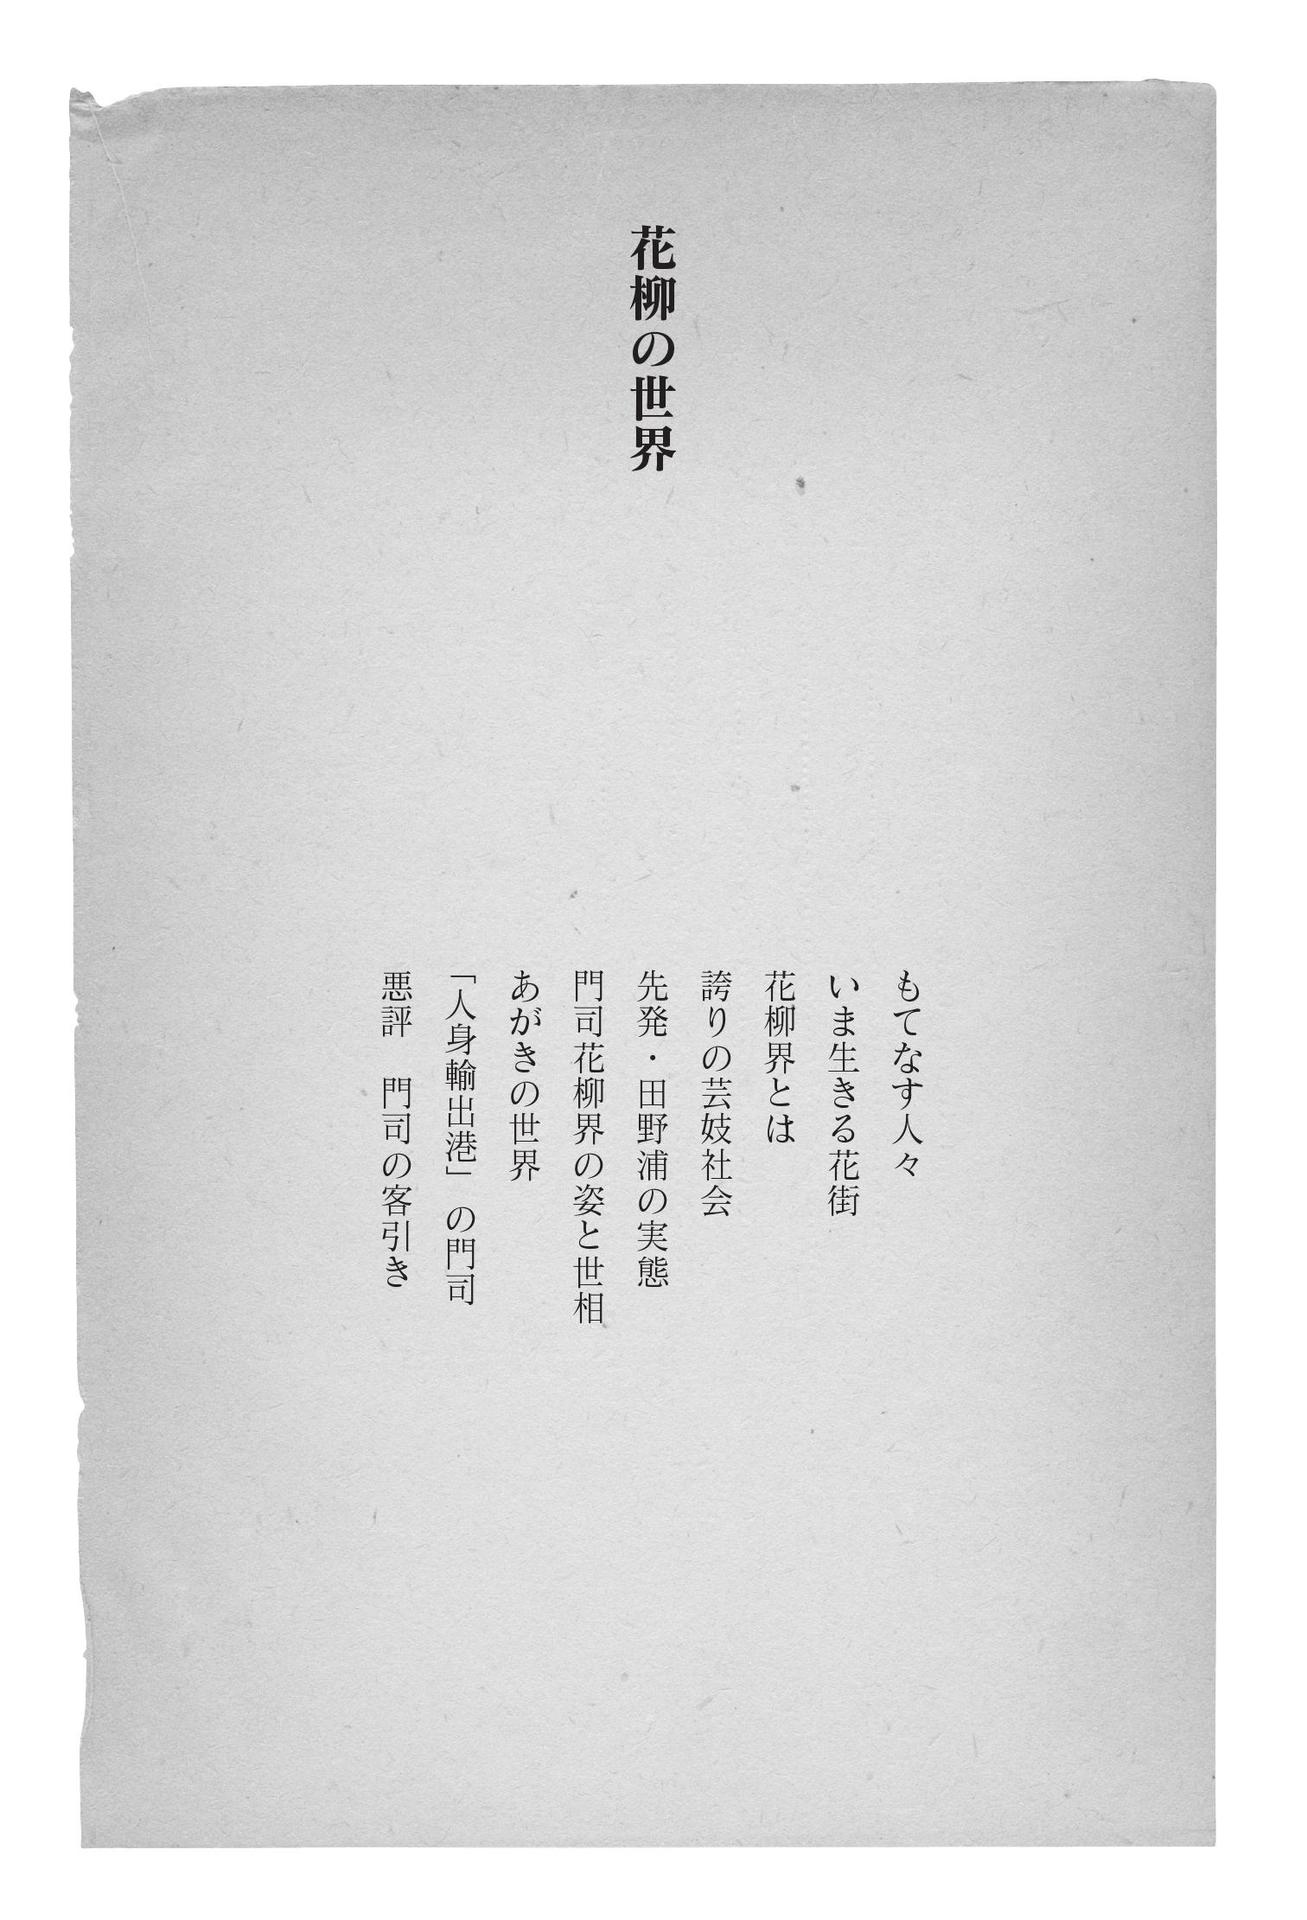 花柳の世界
もてなす人々
いま生きる花街
花柳界とは
誇りの芸妓社会
先発・田野浦の実態
門司花柳界の姿と世相
あがきの世界
「人身輸出港」の門司
悪評　門司の客引き